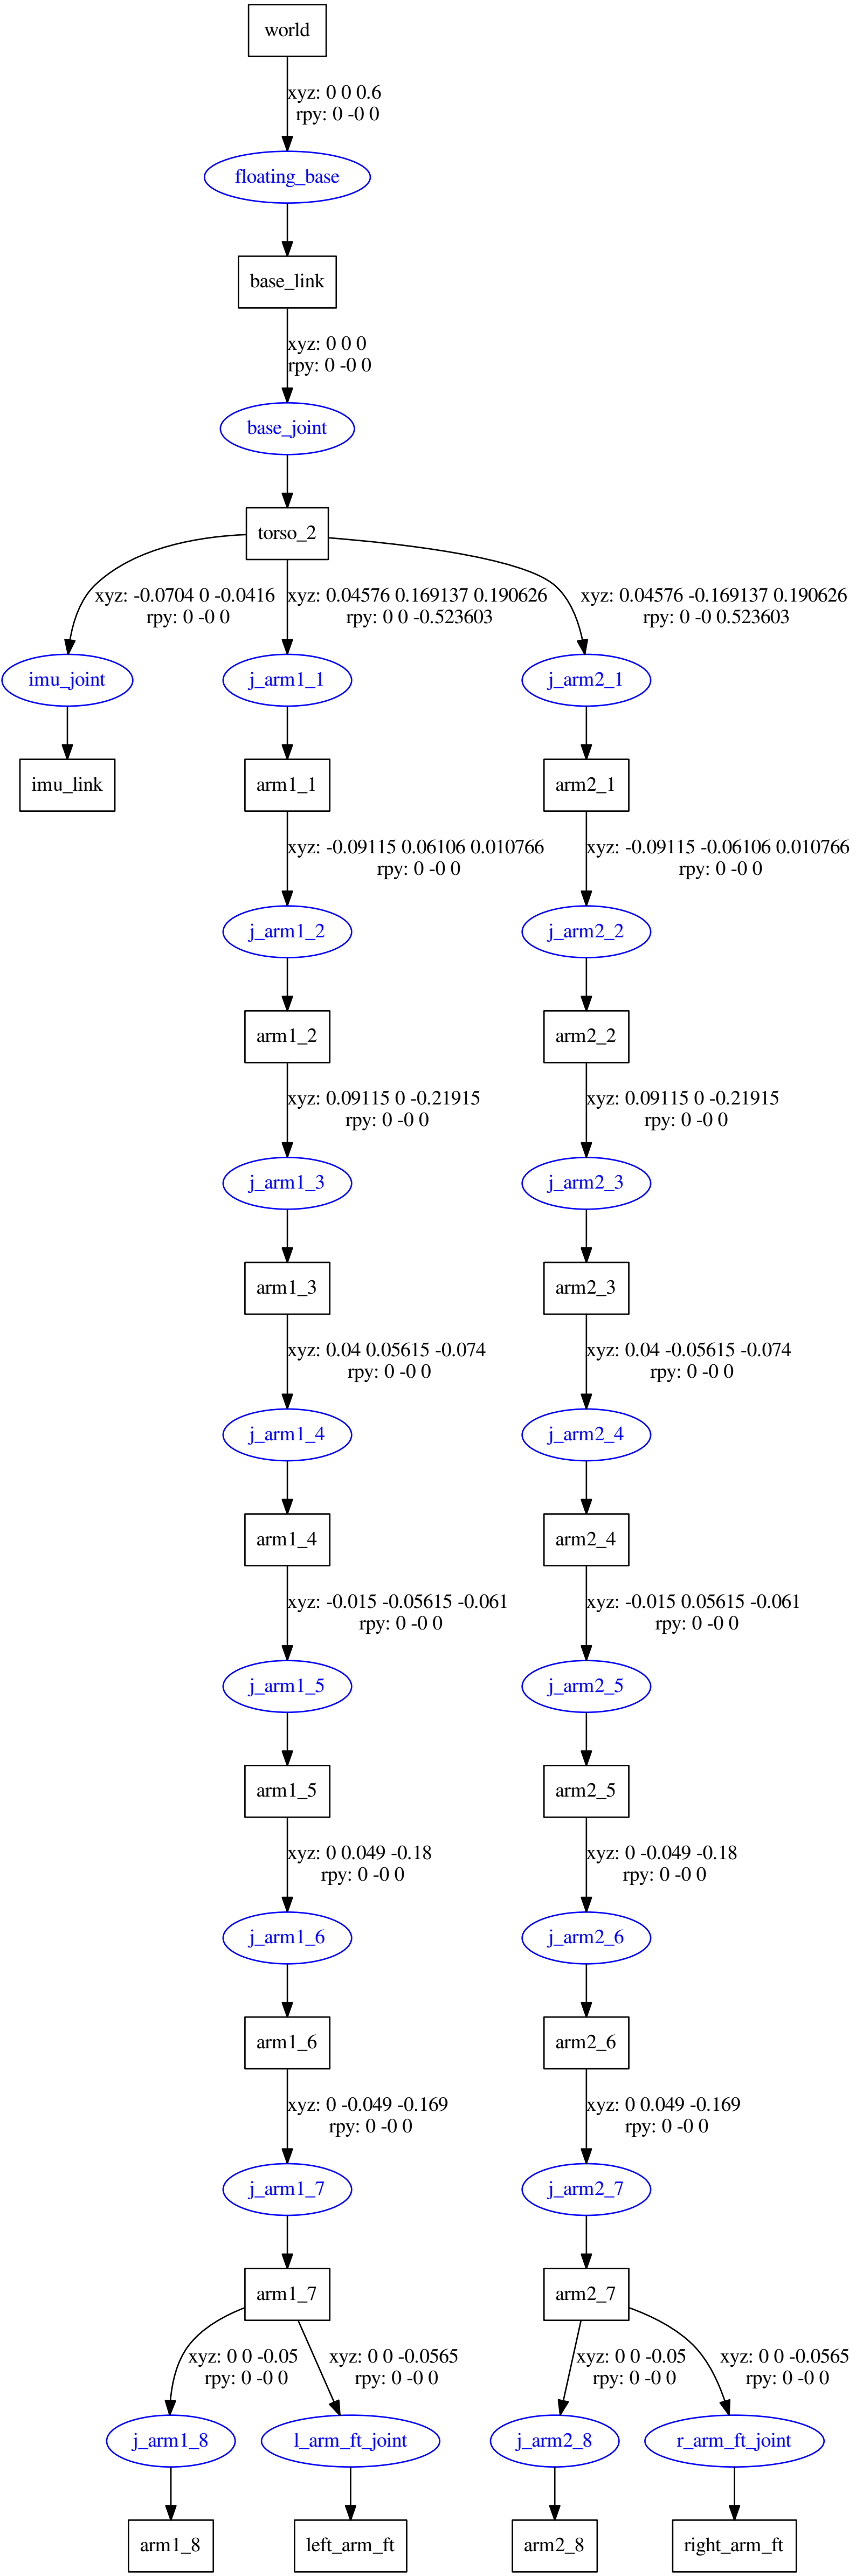 world
xyz: 0 0 0.6
rpy: 0 -0 0
floating_base
base_link
xyz: 0 0 0
rpy: 0 -0 0
base_joint
torso_2
xyz: -0.0704 0 -0.0416
rpy: 0 -0 0
xyz: 0.04576 0.169137 0.190626
rpy: 0 0 -0.523603
xyz: 0.04576 -0.169137 0.190626
rpy: 0 -0 0.523603
imu_joint
j_arm1_1
j_arm2_1
imu_link
arm1_1
arm2_1
xyz: -0.09115 0.06106 0.010766
rpy: 0 -0 0
xyz: -0.09115 -0.06106 0.010766
rpy: 0 -0 0
j_arm1_2
j_arm2_2
arm1_2
arm2_2
xyz: 0.09115 0 -0.21915
rpy: 0 -0 0
xyz: 0.09115 0 -0.21915
rpy: 0 -0 0
j_arm1_3
j_arm2_3
arm1_3
arm2_3
xyz: 0.04 0.05615 -0.074
rpy: 0 -0 0
xyz: 0.04 -0.05615 -0.074
rpy: 0 -0 0
j_arm1_4
j_arm2_4
arm1_4
arm2_4
xyz: -0.015 -0.05615 -0.061
rpy: 0 -0 0
xyz: -0.015 0.05615 -0.061
rpy: 0 -0 0
j_arm1_5
j_arm2_5
arm1_5
arm2_5
xyz: 0 0.049 -0.18
rpy: 0 -0 0
xyz: 0 -0.049 -0.18
rpy: 0 -0 0
j_arm1_6
j_arm2_6
arm1_6
arm2_6
xyz: 0 -0.049 -0.169
rpy: 0 -0 0
xyz: 0 0.049 -0.169
rpy: 0 -0 0
j_arm1_7
j_arm2_7
arm1_7
arm2_7
xyz: 0 0 -0.05
rpy: 0 -0 0
xyz: 0 0 -0.0565
rpy: 0 -0 0
xyz: 0 0 -0.05
rpy: 0 -0 0
xyz: 0 0 -0.0565
rpy: 0 -0 0
j_arm1_8
l_arm_ft_joint
j_arm2_8
r_arm_ft_joint
arm1_8
left_arm_ft
arm2_8
right_arm_ft